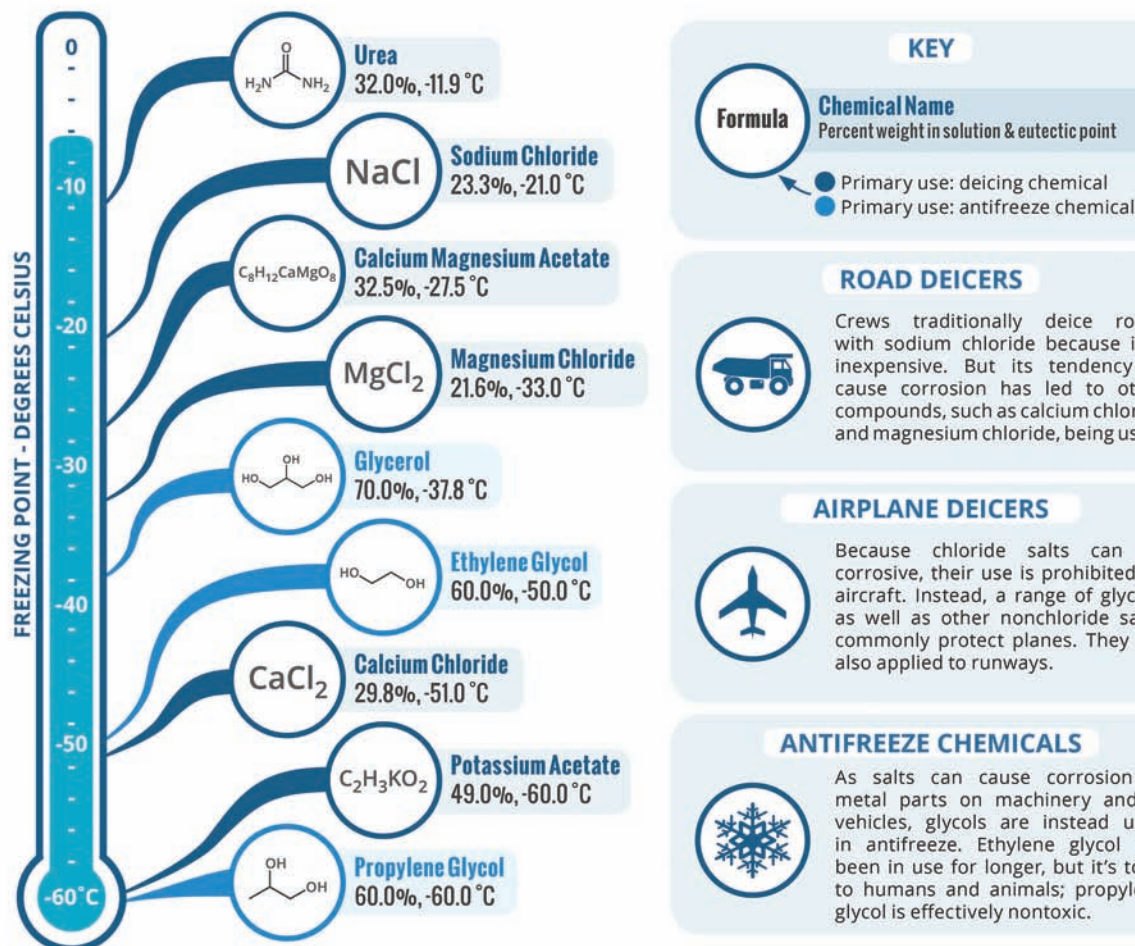 FREEZING POINT - DEGREES CELSIUS
0
-10
-20
-30
-40
-50
-60°C
O
H₂N NH₂
Urea
32.0%, -11.9 °C
NaCl
Sodium Chloride
23.3%, -21.0 °C
C₈H₁₂CaMgO₈
Calcium Magnesium Acetate
32.5%, -27.5 °C
MgCl₂
Magnesium Chloride
21.6%, -33.0 °C
OH
HO OH
Glycerol
70.0%, -37.8 °C
HO
OH
Ethylene Glycol
60.0%, -50.0 °C
CaCl₂
Calcium Chloride
29.8%, -51.0 °C
C₂H₃KO₂
Potassium Acetate
49.0%, -60.0 °C
OH
OH
Propylene Glycol
60.0%, -60.0 °C
KEY
Formula
Chemical Name
Percent weight in solution & eutectic point
Primary use: deicing chemical
Primary use: antifreeze chemical
ROAD DEICERS
Crews traditionally deice
with sodium chloride because
inexpensive. But its tendency
cause corrosion has led to
compounds, such as calcium
and magnesium chloride, being
AIRPLANE DEICERS
Because chloride salts can
corrosive, their use is prohibited
aircraft. Instead, a range of
as well as other nonchloride
commonly protect planes. They
also applied to runways.
ANTIFREEZE CHEMICALS
As salts can cause corrosion
metal parts on machinery and
vehicles, glycols are instead
in antifreeze. Ethylene glycol
been in use for longer, but it's
to humans and animals;
glycol is effectively nontoxic.